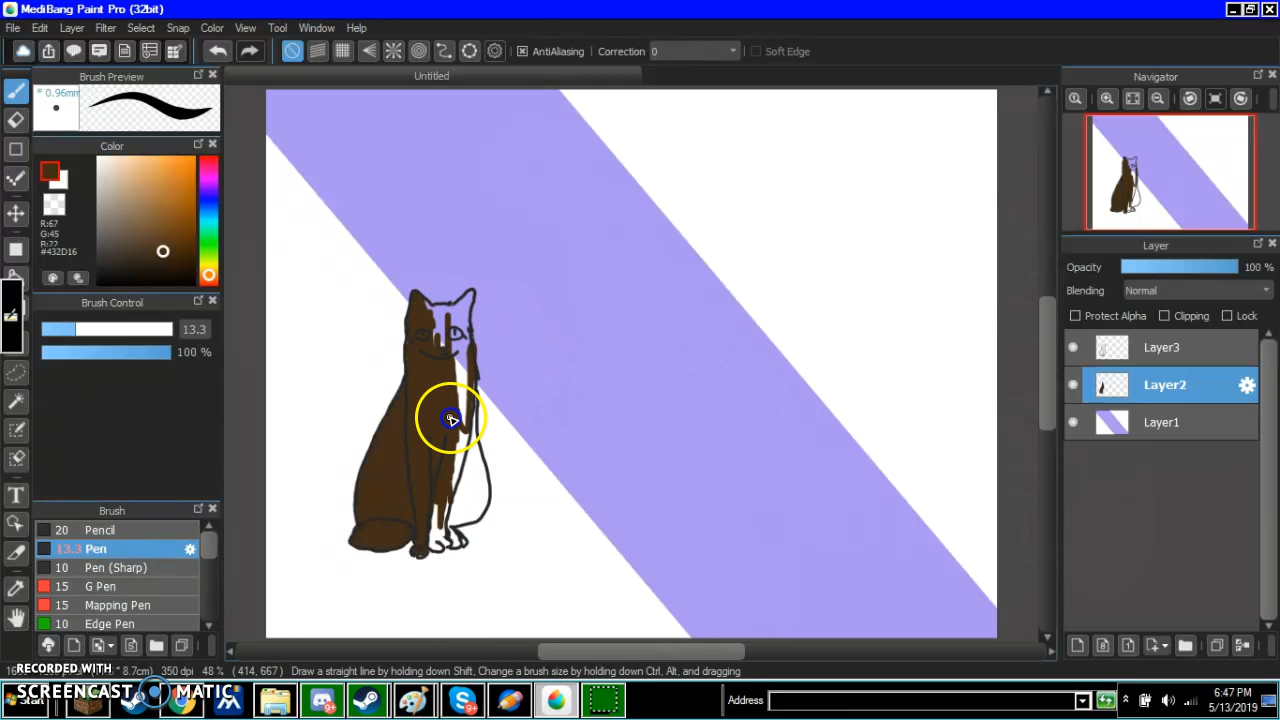 MediBang Paint Pro (32bit)
File Edit Layer Filter Select Snap Color View Tool Window Help
AntiAliasing Correction 0 Soft Edge
Brush Preview
Untitled
Navigator
* 0.96mm
Color
R:67
G:45
B:22
#432D16
Brush Control
13.3
100 %
Layer
Opacity 100 %
Blending Normal
Protect Alpha Clipping Lock
Layer3
Layer2
Layer1
Brush
20 Pencil
13.3 Pen
10 Pen (Sharp)
15 G Pen
15 Mapping Pen
10 Edge Pen
350 dpi 48 % ( 414, 667 ) Draw a straight line by holding down Shift, Change a brush size by holding down Ctrl, Alt, and dragging
RECORDED WITH
SCREENCAST MATIC
Start
Address
6:47 PM
5/13/2019